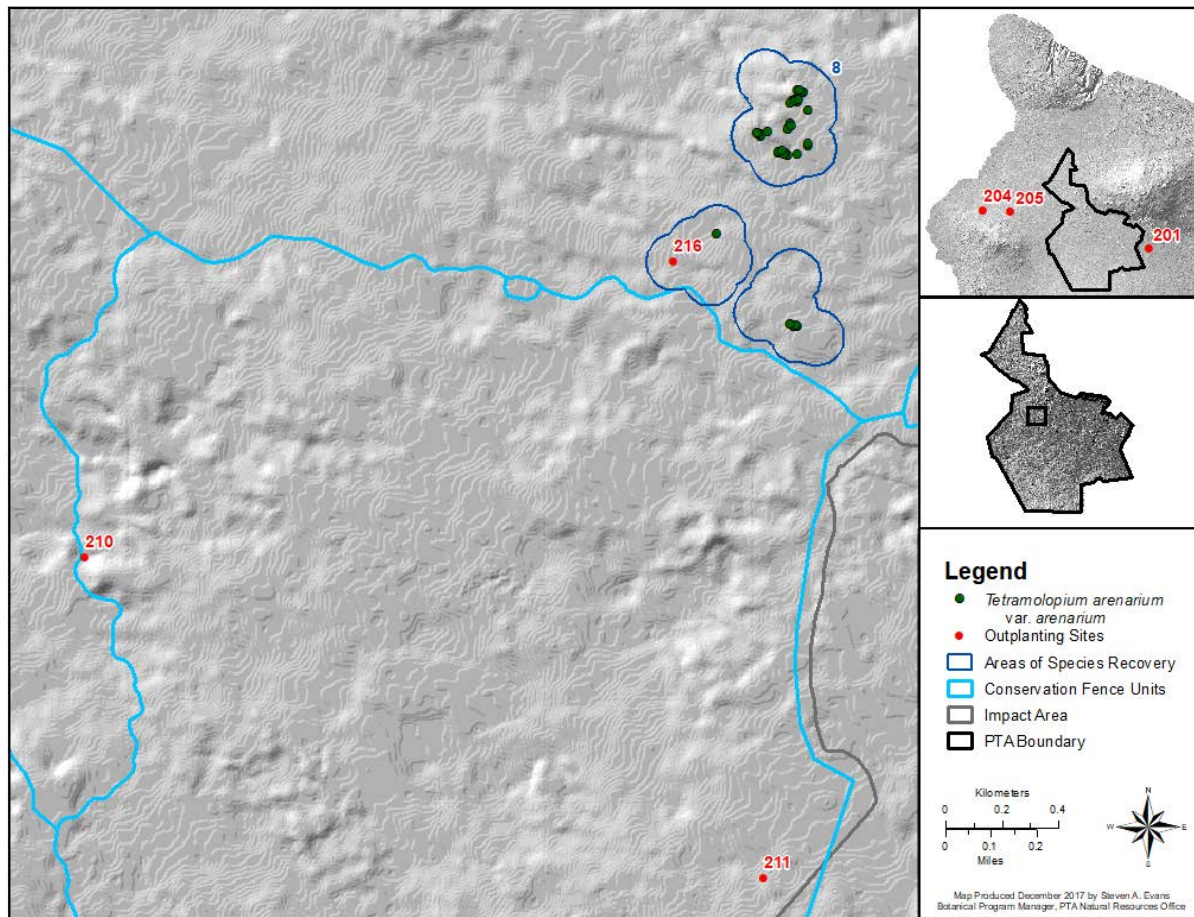 8
216
210
211
204
205
201
Legend
Tetramolopium arenarium
var. arenarium
Outplanting Sites
Areas of Species Recovery
Conservation Fence Units
Impact Area
PTA Boundary
Kilometers
0 0.2 0.4
0 0.1 0.2
Miles
N
W E
S
Map Produced December 2017 by Steven A. Evans
Botanical Program Manager, PTA Natural Resources Office